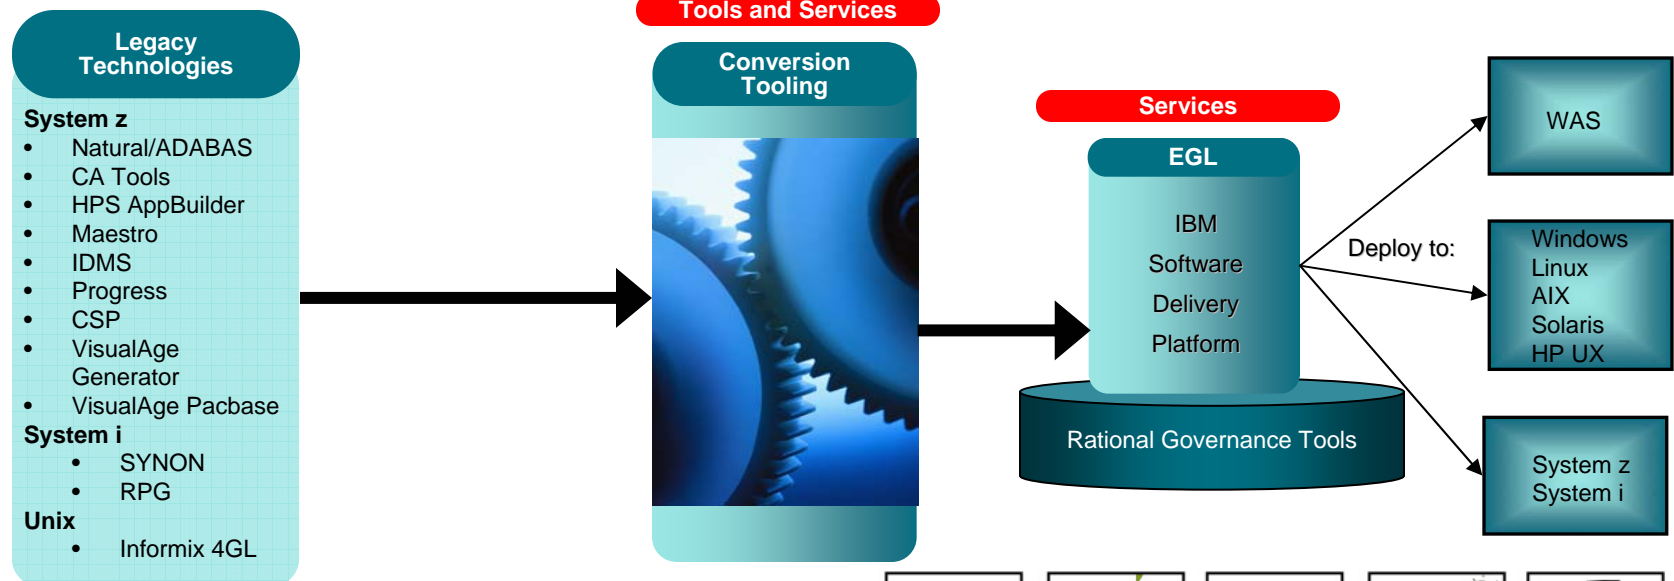 Tools and Services
Legacy
Technologies
System z
• Natural/ADABAS
• CA Tools
• HPS AppBuilder
• Maestro
• IDMS
• Progress
• CSP
• VisualAge
Generator
• VisualAge Pacbase
System i
• SYNON
• RPG
Unix
• Informix 4GL
Conversion
Tooling
Services
EGL
IBM
Software
Delivery
Platform
Rational Governance Tools
Deploy to:
WAS
Windows
Linux
AIX
Solaris
HP UX
System z
System i